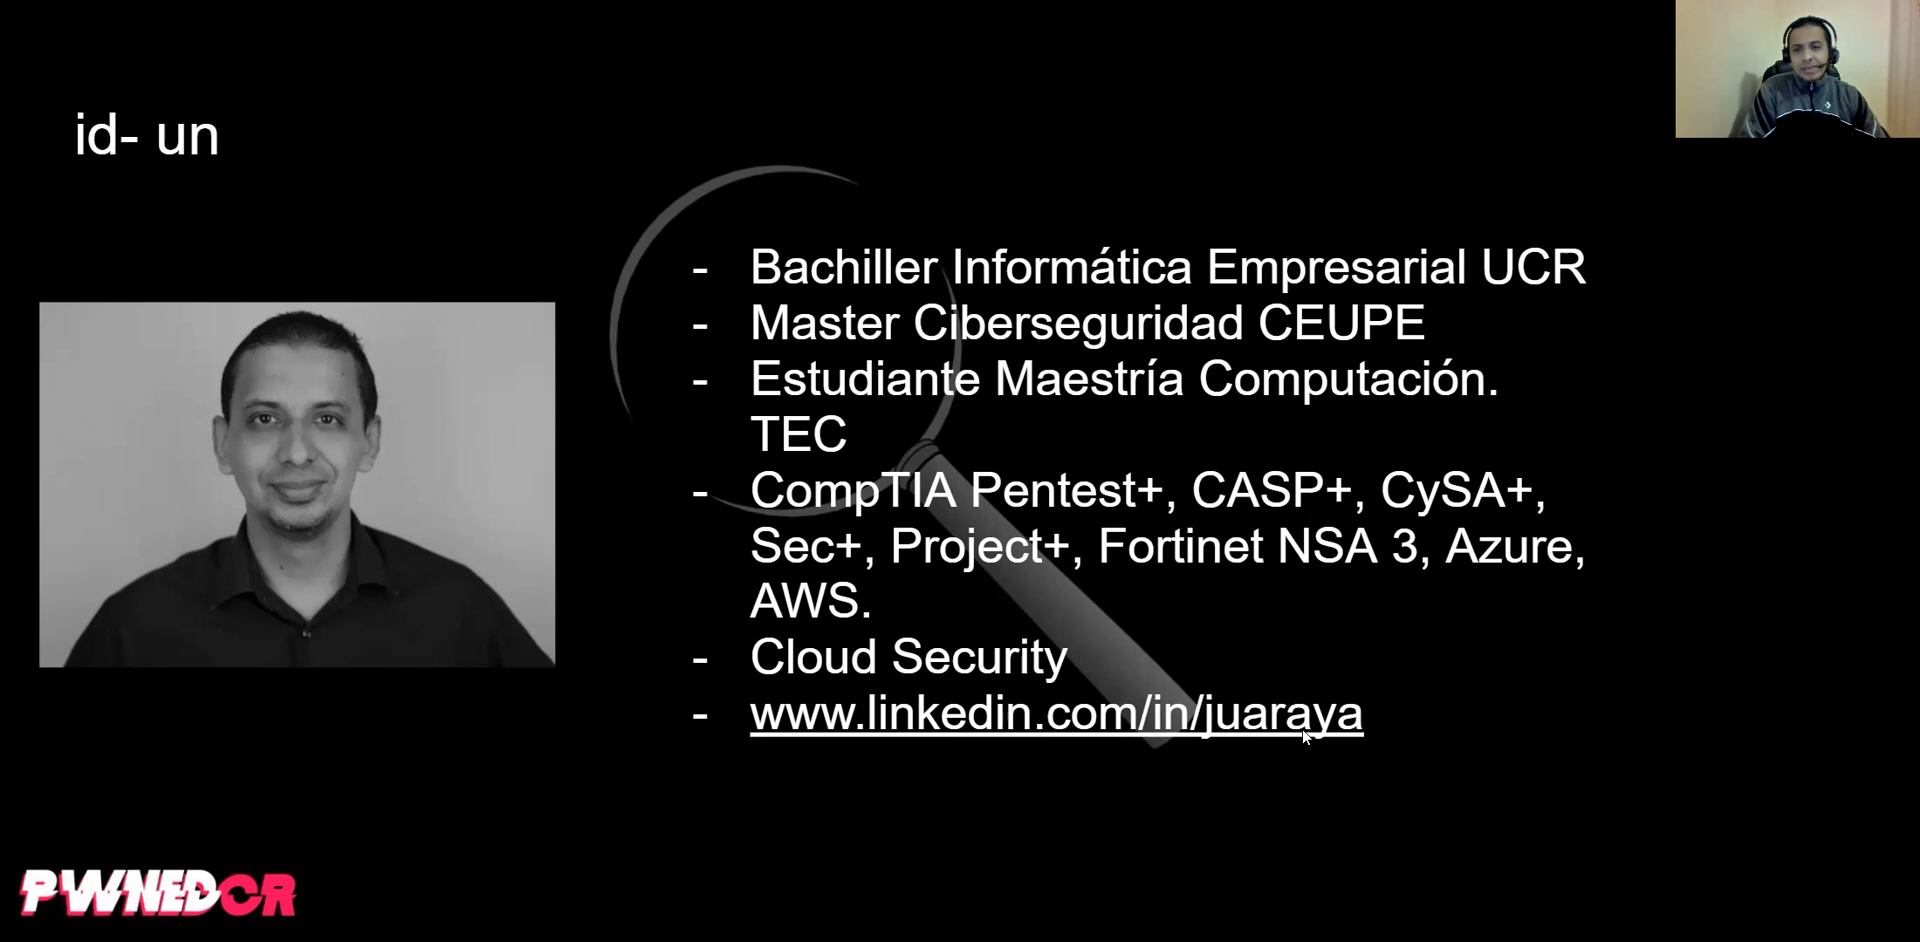 id- un
- Bachiller Informática Empresarial UCR
- Master Ciberseguridad CEUPE
- Estudiante Maestría Computación.
TEC
- CompTIA Pentest+, CASP+, CySA+,
Sec+, Project+, Fortinet NSA 3, Azure,
AWS.
- Cloud Security
- www.linkedin.com/in/juaraya
PWNEDCR